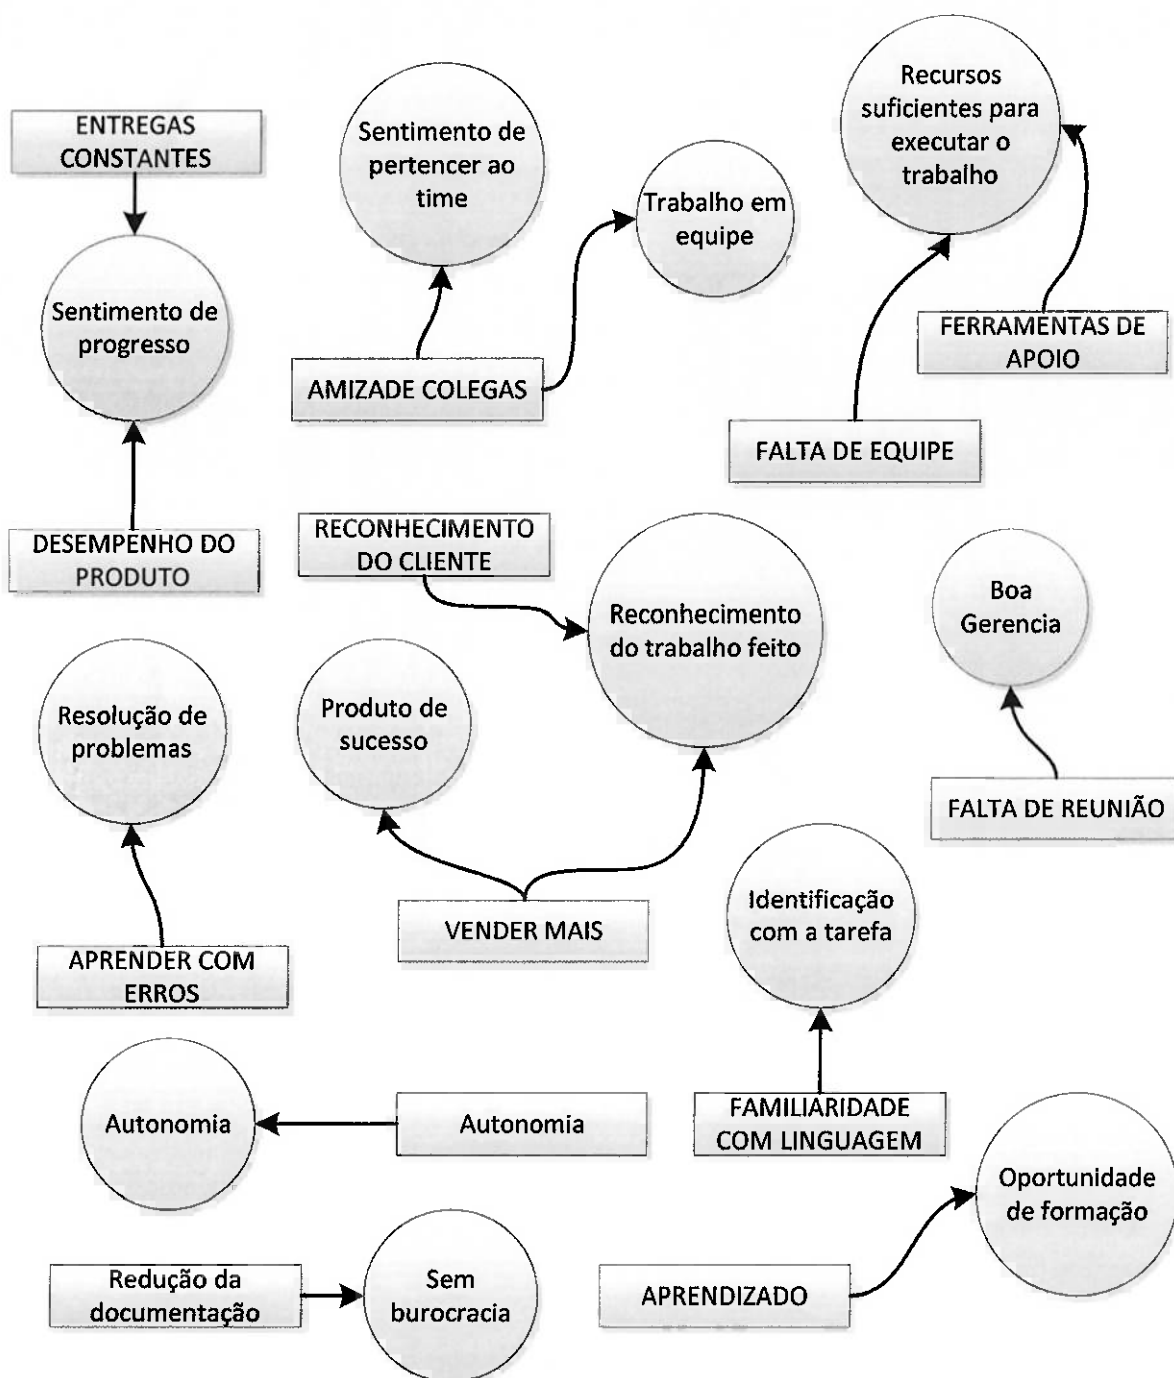 Recursos
suficientes para
executar o
trabalho
ENTREGAS
CONSTANTES
Sentimento de
pertencer ao
time
Trabalho em
equipe
Sentimento de
progresso
FERRAMENTAS DE
APOIO
AMIZADE COLEGAS
FALTA DE EQUIPE
DESEMPENHO DO
PRODUTO
RECONHECIMENTO
DO CLIENTE
Reconhecimento
do trabalho feito
Boa
Gerencia
Resolução de
problemas
Produto de
sucesso
FALTA DE REUNIÃO
VENDER MAIS
Identificação
com a tarefa
APRENDER COM
ERROS
Autonomia
Autonomia
FAMILIARIDADE
COM LINGUAGEM
Oportunidade
de formação
Redução da
documentação
Sem
burocracia
APRENDIZADO